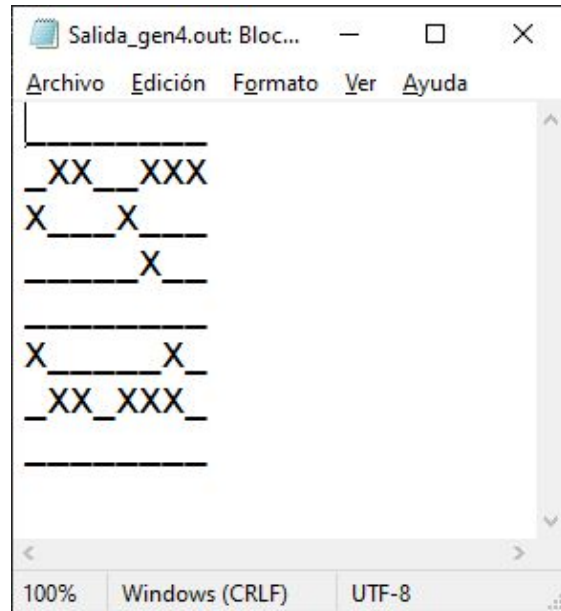 Salida_gen4.out: Bloc...
Archivo Edición Formato Ver Ayuda
________
_XX__XXX
X___X___
_____X__
________
X_____X_
_XX_XXX_
________
100% Windows (CRLF) UTF-8